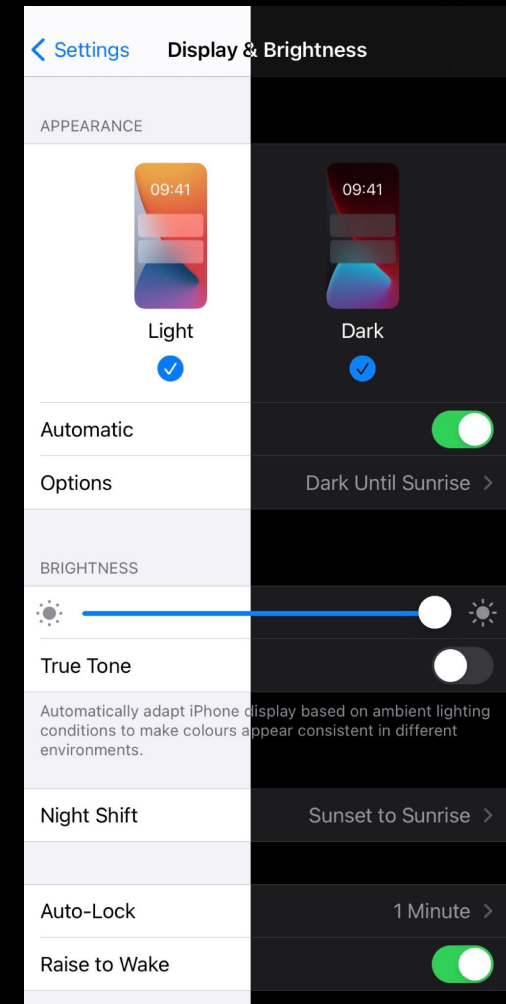 Settings Display & Brightness
APPEARANCE
09:41 09:41
Light Dark
Automatic
Options Dark Until Sunrise
BRIGHTNESS
True Tone
Automatically adapt iPhone display based on ambient lighting
conditions to make colours appear consistent in different
environments.
Night Shift Sunset to Sunrise
Auto-Lock 1 Minute
Raise to Wake